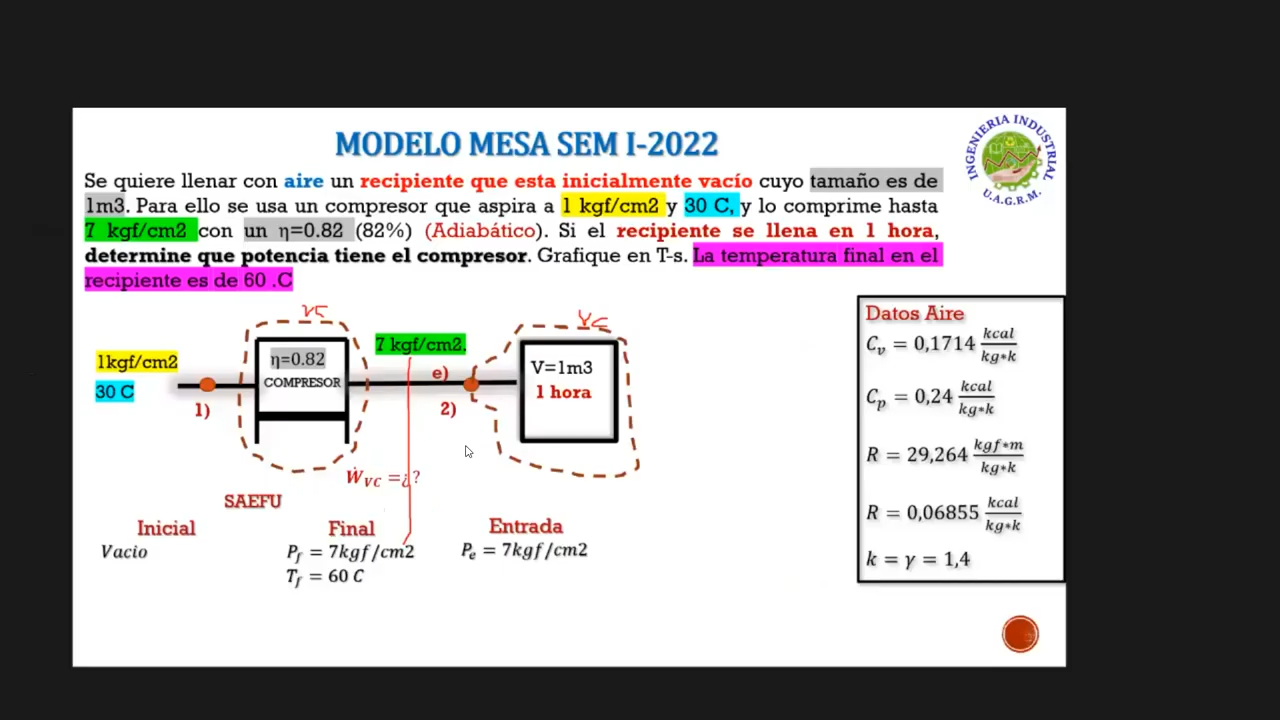 MODELO MESA SEM I-2022
INGENIERIA INDUSTRIAL
U.A.G.R.M.
Se quiere llenar con aire un recipiente que esta inicialmente vacío cuyo tamaño es de
1m3. Para ello se usa un compresor que aspira a 1 kgf/cm2 y 30 C, y lo comprime hasta
7 kgf/cm2 con un η=0.82 (82%) (Adiabático). Si el recipiente se llena en 1 hora,
determine que potencia tiene el compresor. Grafique en T-s. La temperatura final en el
recipiente es de 60 .C
VC
VC
1kgf/cm2
30 C
1)
η=0.82
COMPRESOR
7 kgf/cm2.
e)
2)
V=1m3
1 hora
Ẇ_VC =¿?
SAEFU
Inicial
Final
Entrada
Vacio
P_f = 7kgf/cm2
P_e = 7kgf/cm2
T_f = 60 C
Datos Aire
C_v = 0,1714 kcal/kg*k
C_p = 0,24 kcal/kg*k
R = 29,264 kgf*m/kg*k
R = 0,06855 kcal/kg*k
k = γ = 1,4